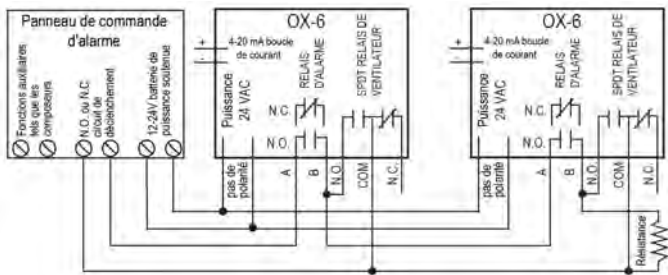 Panneau de commande
d'alarme
Fonctions auxiliaires
tels que les
composeurs
N.O. ou N.C.
circuit de
déclenchement
12-24V batterie de
puissance soutenue
OX-6
+
-
4-20 mA boucle
de courant
Puissance
24 VAC
RELAIS
D'ALARME
SPDT RELAIS DE
VENTILATEUR
N.C.
N.O.
pas de
polarité
A
B
N.O.
COM
N.C.
OX-6
+
-
4-20 mA boucle
de courant
Puissance
24 VAC
RELAIS
D'ALARME
SPDT RELAIS DE
VENTILATEUR
N.C.
N.O.
pas de
polarité
A
B
N.O.
COM
N.C.
Résistance